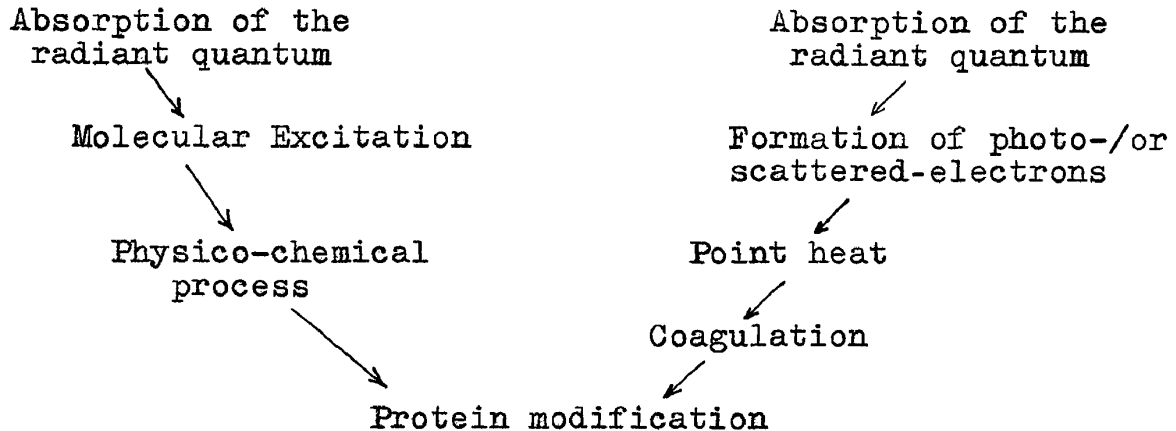 Absorption of the
radiant quantum
Molecular Excitation
Physico-chemical
process
Absorption of the
radiant quantum
Formation of photo-/or
scattered-electrons
Point heat
Coagulation
Protein modification